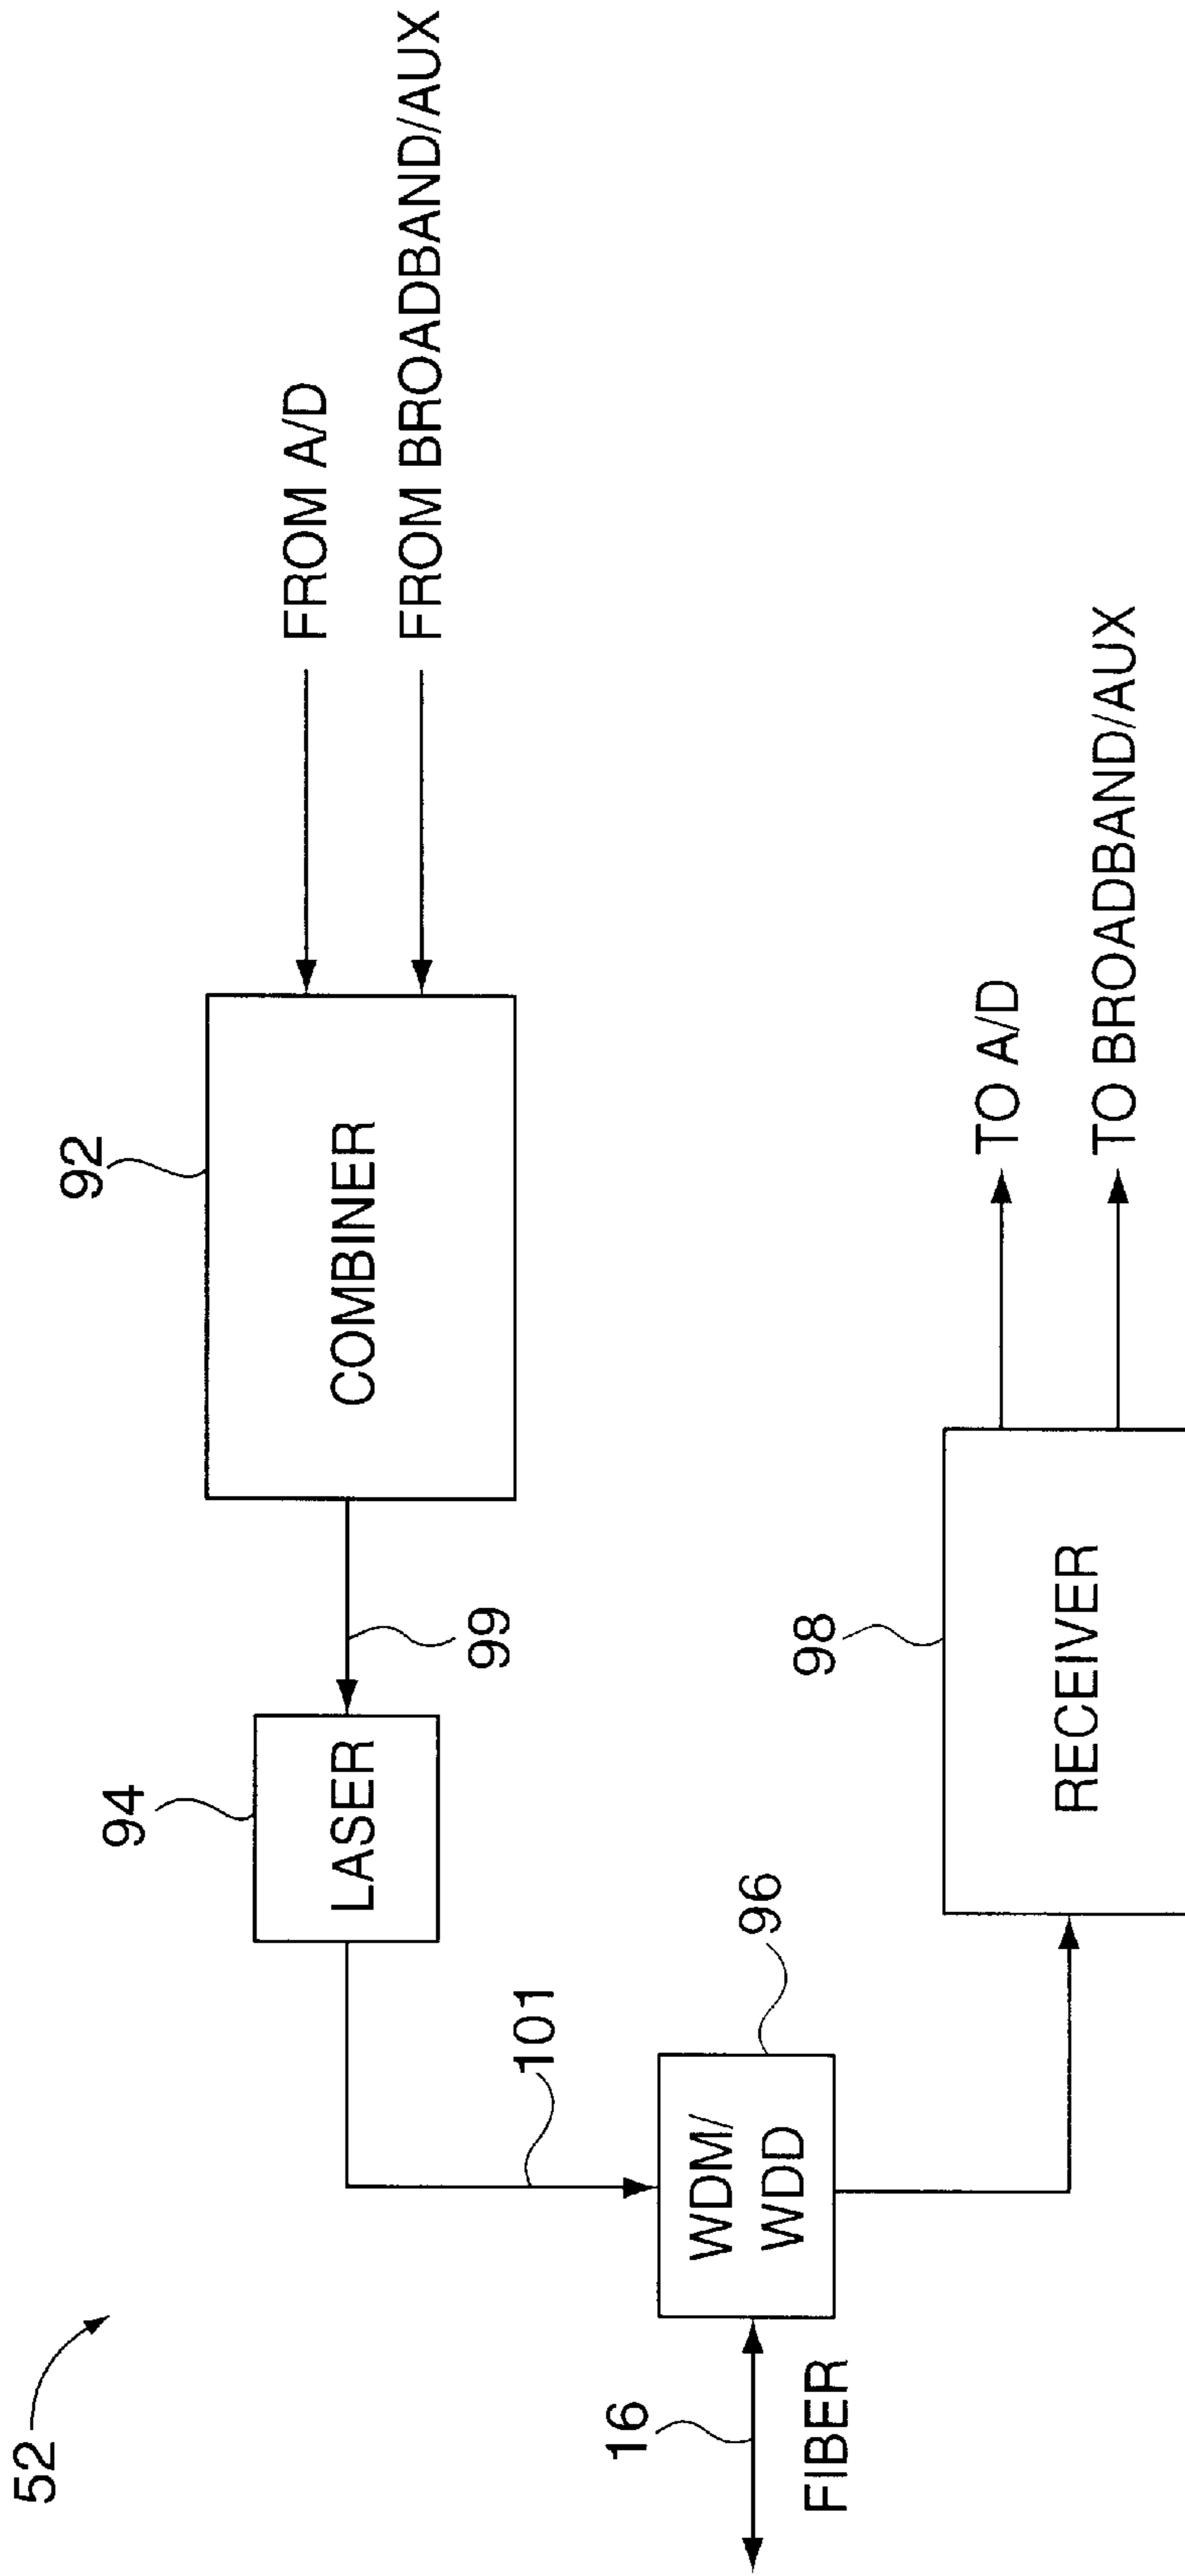 52
92
FROM A/D
FROM BROADBAND/AUX
COMBINER
94
99
LASER
101
96
WDM/
WDD
16
FIBER
98
RECEIVER
TO A/D
TO BROADBAND/AUX